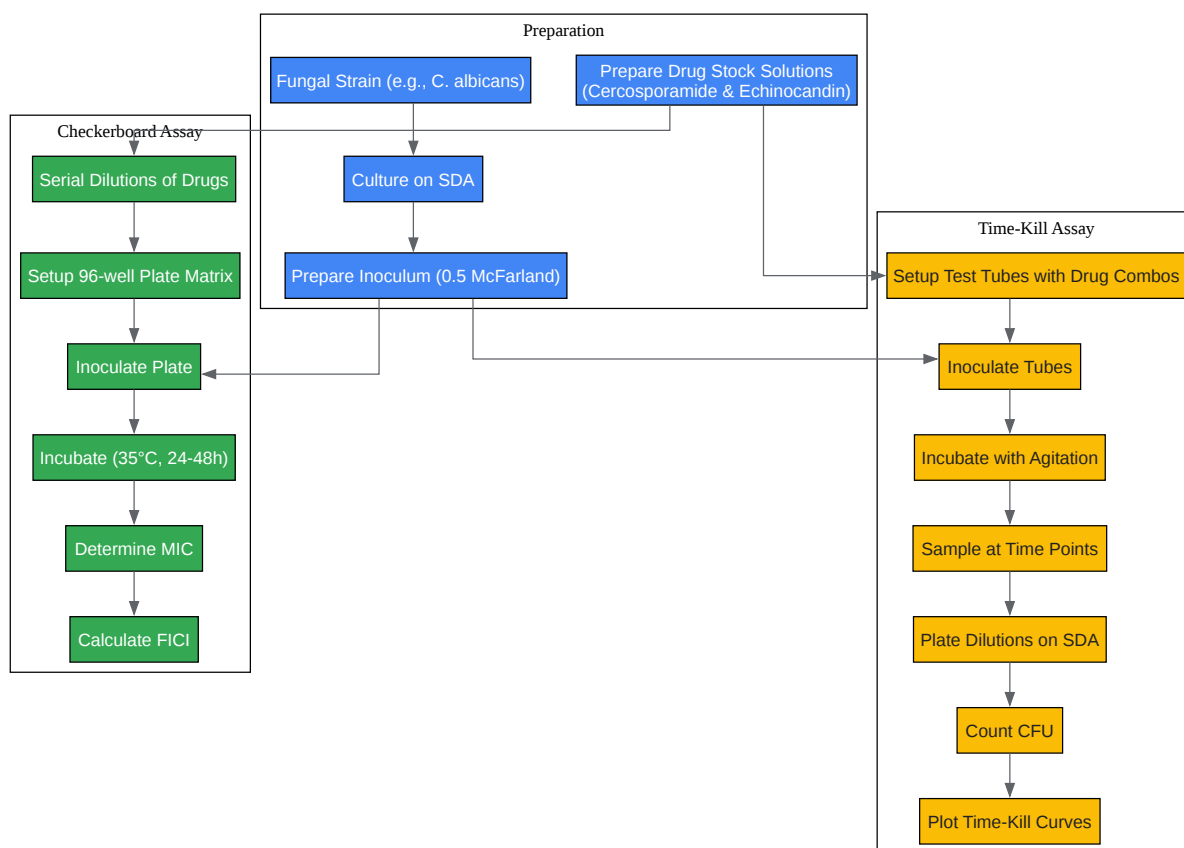 Preparation
Fungal Strain (e.g., C. albicans)
Prepare Drug Stock Solutions
(Cercosporamide & Echinocandin)
Culture on SDA
Prepare Inoculum (0.5 McFarland)
Checkerboard Assay
Serial Dilutions of Drugs
Setup 96-well Plate Matrix
Inoculate Plate
Incubate (35°C, 24-48h)
Determine MIC
Calculate FICI
Time-Kill Assay
Setup Test Tubes with Drug Combos
Inoculate Tubes
Incubate with Agitation
Sample at Time Points
Plate Dilutions on SDA
Count CFU
Plot Time-Kill Curves